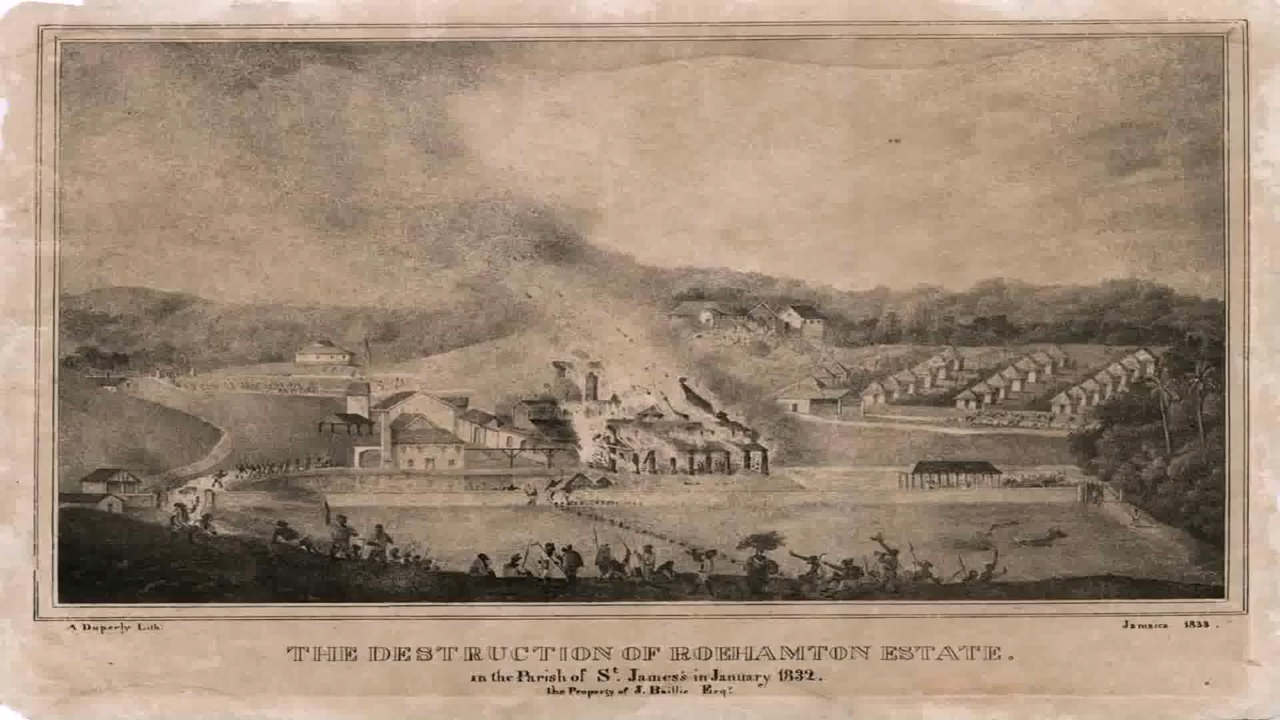 A Duperly Lith:
Jamaica 1833.
THE DESTRUCTION OF ROEHAMTON ESTATE.
in the Parish of St. James's in January 1832.
the Property of J. Baillie Esqr.